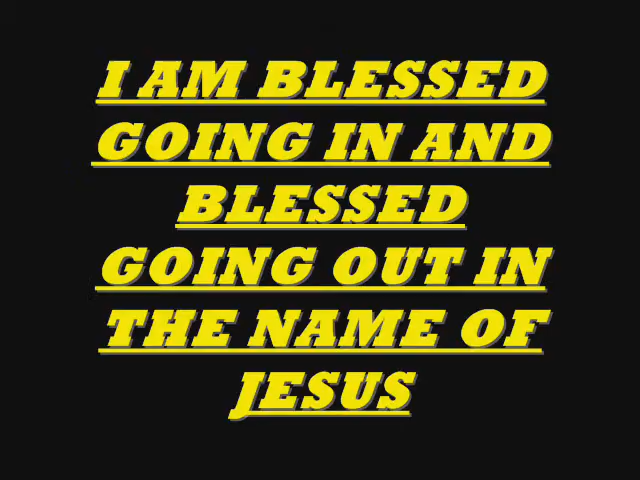 I AM BLESSED
GOING IN AND
BLESSED
GOING OUT IN
THE NAME OF
JESUS